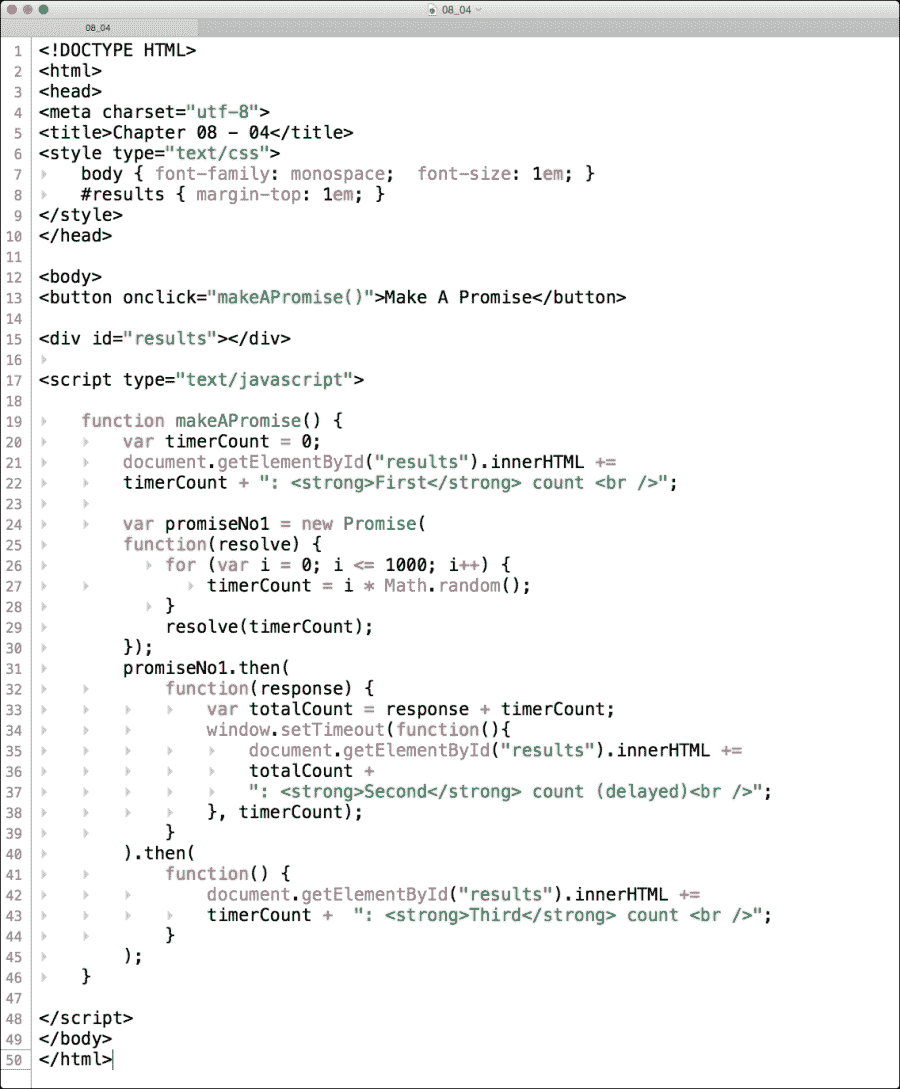 08_04
08_04
1 <!DOCTYPE HTML>
2 <html>
3 <head>
4 <meta charset="utf-8">
5 <title>Chapter 08 - 04</title>
6 <style type="text/css">
7     body { font-family: monospace;  font-size: 1em; }
8     #results { margin-top: 1em; }
9 </style>
10 </head>
11
12 <body>
13 <button onclick="makeAPromise()">Make A Promise</button>
14
15 <div id="results"></div>
16
17 <script type="text/javascript">
18
19     function makeAPromise() {
20         var timerCount = 0;
21         document.getElementById("results").innerHTML +=
22         timerCount + ": <strong>First</strong> count <br />";
23
24         var promiseNo1 = new Promise(
25         function(resolve) {
26             for (var i = 0; i <= 1000; i++) {
27                 timerCount = i * Math.random();
28             }
29             resolve(timerCount);
30         });
31         promiseNo1.then(
32             function(response) {
33                 var totalCount = response + timerCount;
34                 window.setTimeout(function(){
35                     document.getElementById("results").innerHTML +=
36                     totalCount +
37                     ": <strong>Second</strong> count (delayed)<br />";
38                 }, timerCount);
39             }
40         ).then(
41             function() {
42                 document.getElementById("results").innerHTML +=
43                 timerCount +  ": <strong>Third</strong> count <br />";
44             }
45         );
46     }
47
48 </script>
49 </body>
50 </html>